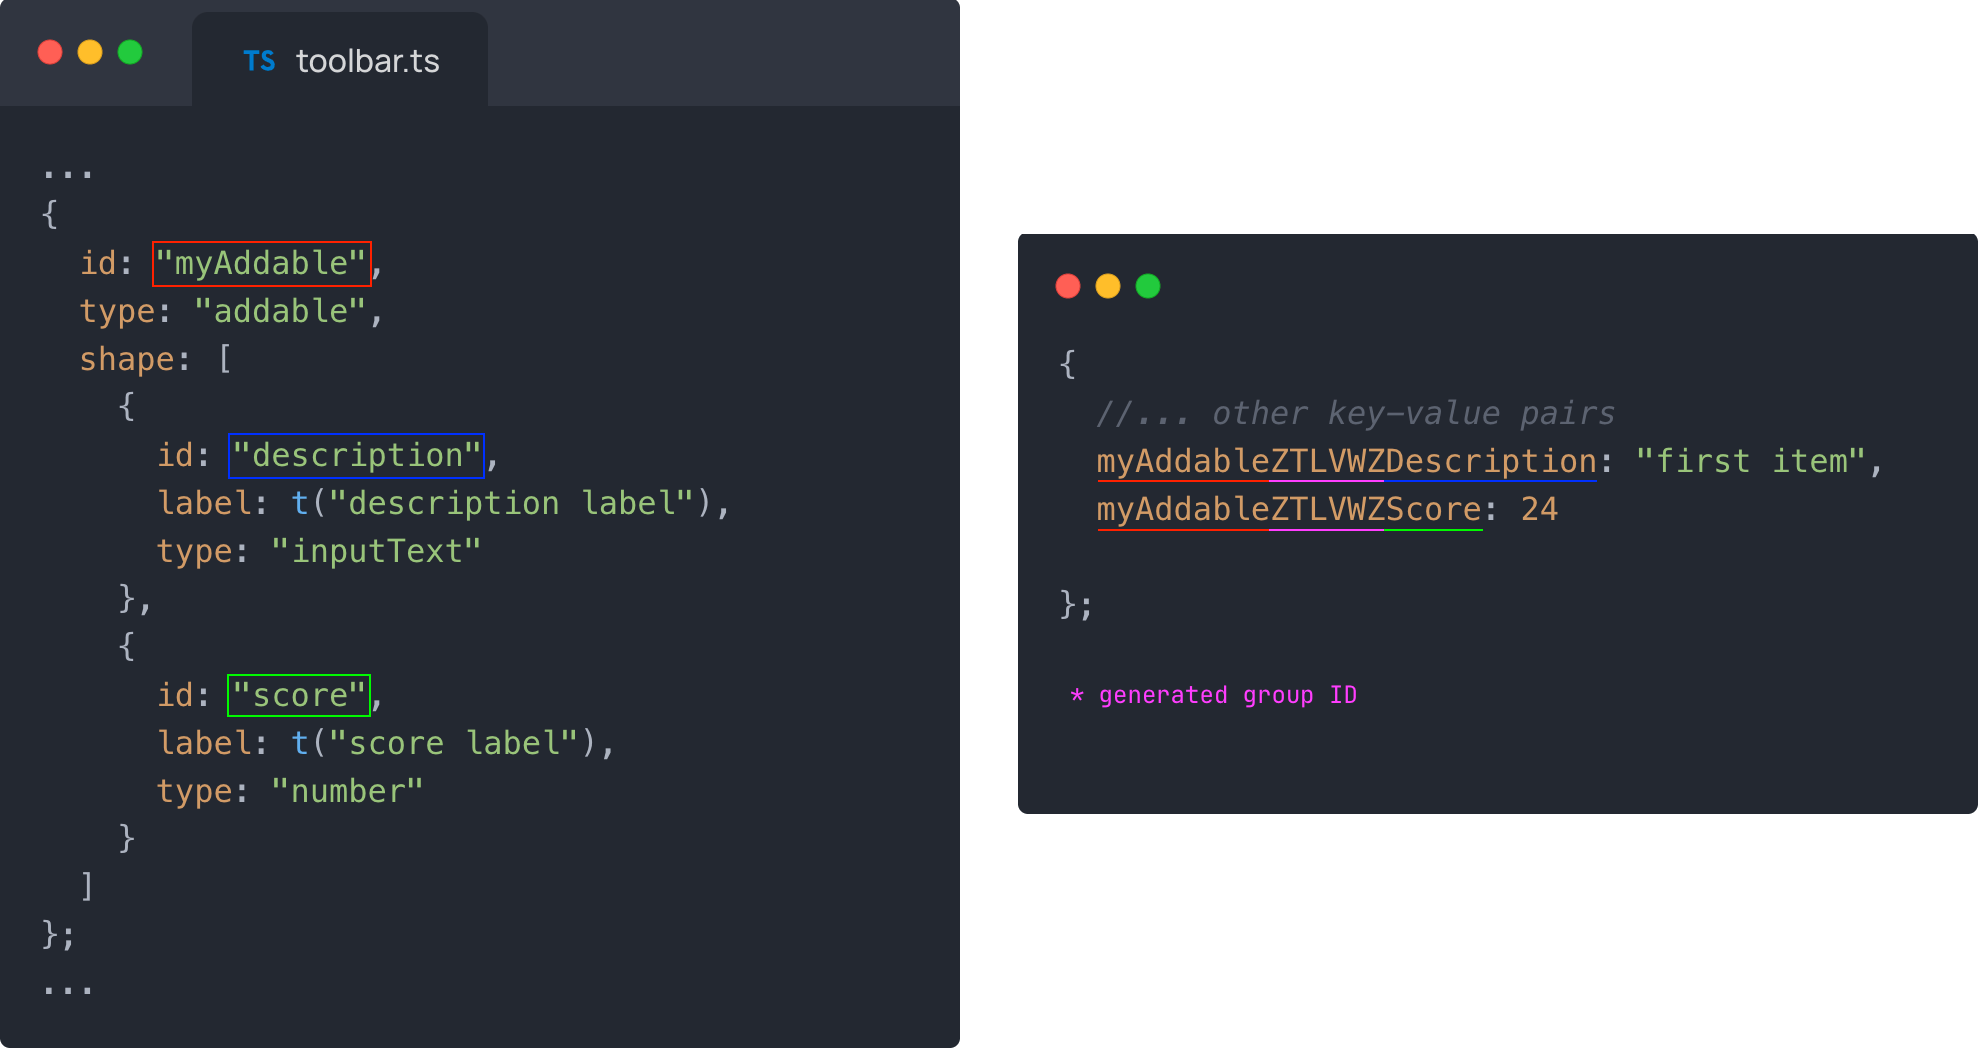 TS toolbar.ts
...
{
id: "myAddable",
type: "addable",
shape: [
{
id: "description",
label: t("description label"),
type: "inputText"
},
{
id: "score",
label: t("score label"),
type: "number"
}
]
};
...
{
//... other key-value pairs
myAddableZTLVWZDescription: "first item",
myAddableZTLVWZScore: 24
};
* generated group ID